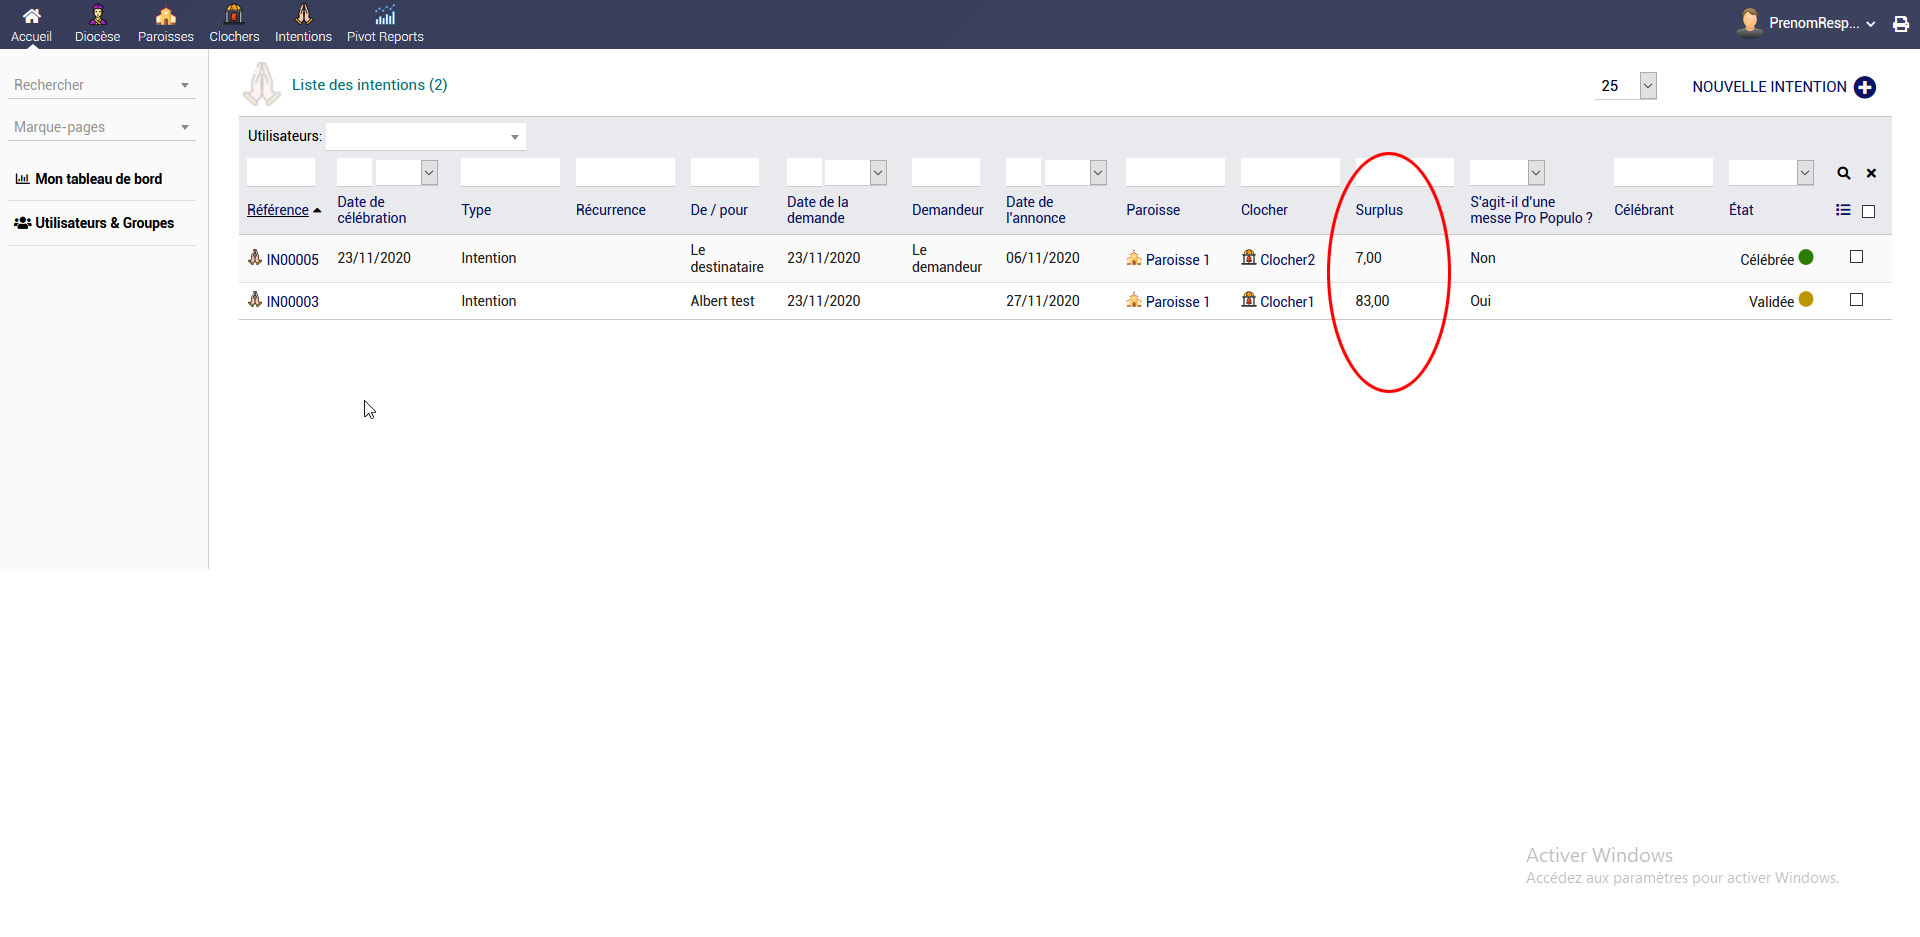 Accueil Diocèse Paroisses Clochers Intentions Pivot Reports PrenomResp...
Rechercher
Marque-pages
Mon tableau de bord
Utilisateurs & Groupes
Liste des intentions (2) 25 NOUVELLE INTENTION
Utilisateurs:
Référence Date de célébration Type Récurrence De / pour Date de la demande Demandeur Date de l'annonce Paroisse Clocher Surplus S'agit-il d'une messe Pro Populo ? Célébrant État
IN00005 23/11/2020 Intention Le destinataire 23/11/2020 Le demandeur 06/11/2020 Paroisse 1 Clocher2 7,00 Non Célébrée
IN00003 Intention Albert test 23/11/2020 27/11/2020 Paroisse 1 Clocher1 83,00 Oui Validée
Activer Windows
Accédez aux paramètres pour activer Windows.